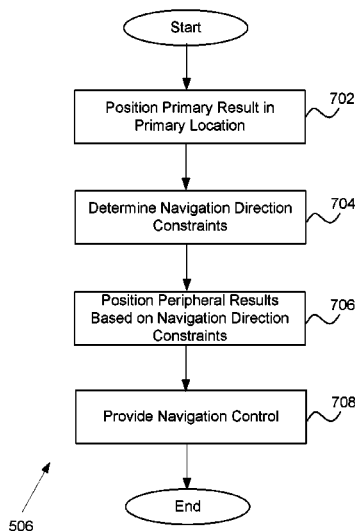 Start
Position Primary Result in
Primary Location
702
Determine Navigation Direction
Constraints
704
Position Peripheral Results
Based on Navigation Direction
Constraints
706
Provide Navigation Control
708
506
End